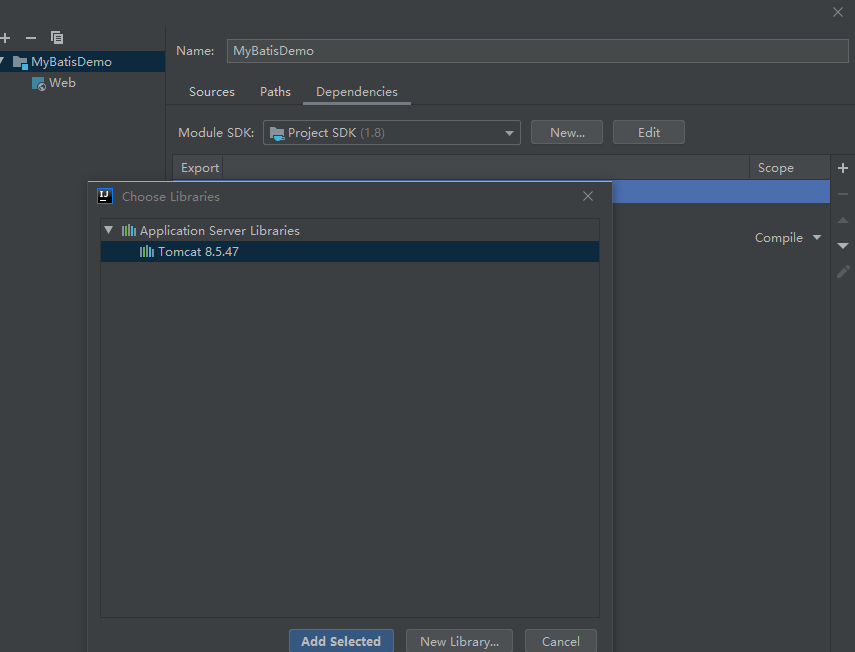 MyBatisDemo
Web
Name: MyBatisDemo
Sources Paths Dependencies
Module SDK: Project SDK (1.8) New... Edit
Export Scope
Compile
IJ Choose Libraries
Application Server Libraries
Tomcat 8.5.47
Add Selected New Library... Cancel